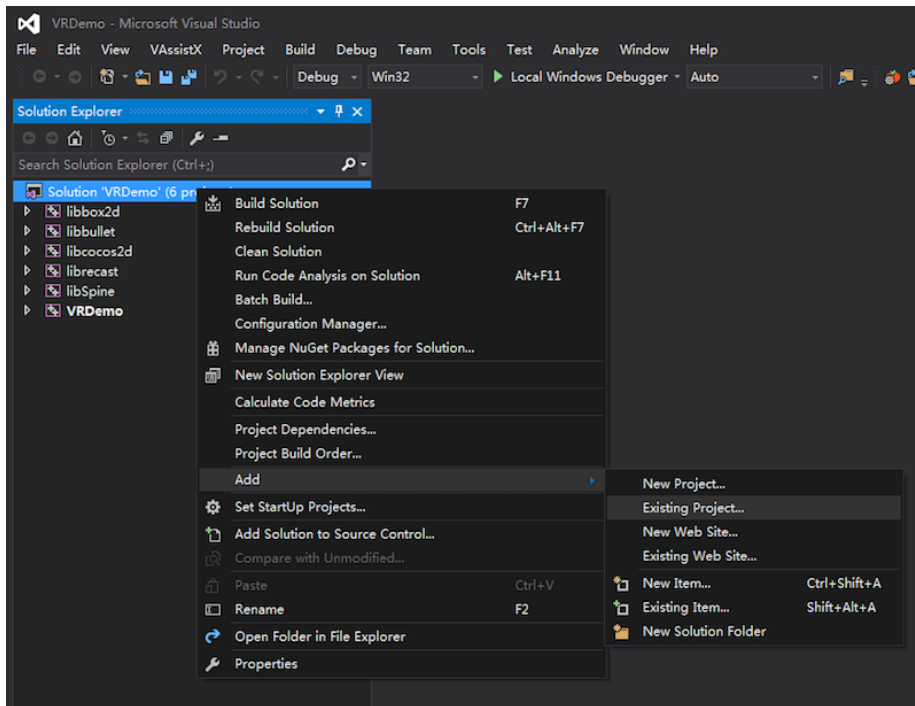 VRDemo - Microsoft Visual Studio
File Edit View VAssistX Project Build Debug Team Tools Test Analyze Window Help
Debug Win32 Local Windows Debugger Auto
Solution Explorer
Search Solution Explorer (Ctrl+;)
Solution 'VRDemo' (6
libbox2d
libbullet
libcocos2d
librecast
libSpine
VRDemo
Build Solution F7
Rebuild Solution Ctrl+Alt+F7
Clean Solution
Run Code Analysis on Solution Alt+F11
Batch Build...
Configuration Manager...
Manage NuGet Packages for Solution...
New Solution Explorer View
Calculate Code Metrics
Project Dependencies...
Project Build Order...
Add
Set StartUp Projects...
Add Solution to Source Control...
Compare with Unmodified...
Paste Ctrl+V
Rename F2
Open Folder in File Explorer
Properties
New Project...
Existing Project...
New Web Site...
Existing Web Site...
New Item... Ctrl+Shift+A
Existing Item... Shift+Alt+A
New Solution Folder